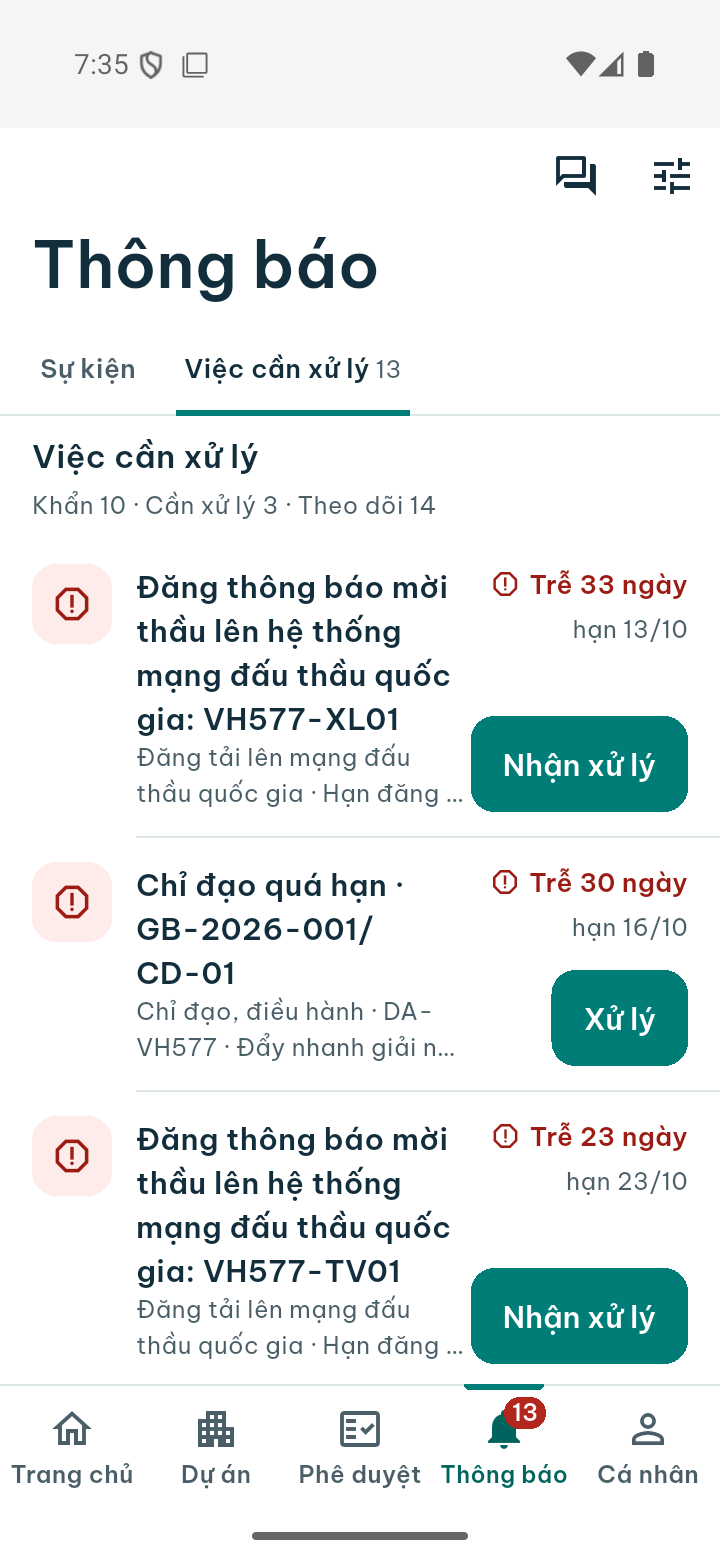 7:35
Thông báo
Sự kiện
Việc cần xử lý 13
Việc cần xử lý
Khẩn 10 · Cần xử lý 3 · Theo dõi 14
Đăng thông báo mời
thầu lên hệ thống
mạng đấu thầu quốc
gia: VH577-XL01
Đăng tải lên mạng đấu
thầu quốc gia · Hạn đăng ...
Trễ 33 ngày
hạn 13/10
Nhận xử lý
Chỉ đạo quá hạn ·
GB-2026-001/
CD-01
Chỉ đạo, điều hành · DA-
VH577 · Đẩy nhanh giải n...
Trễ 30 ngày
hạn 16/10
Xử lý
Đăng thông báo mời
thầu lên hệ thống
mạng đấu thầu quốc
gia: VH577-TV01
Đăng tải lên mạng đấu
thầu quốc gia · Hạn đăng ...
Trễ 23 ngày
hạn 23/10
Nhận xử lý
13
Trang chủ
Dự án
Phê duyệt
Thông báo
Cá nhân